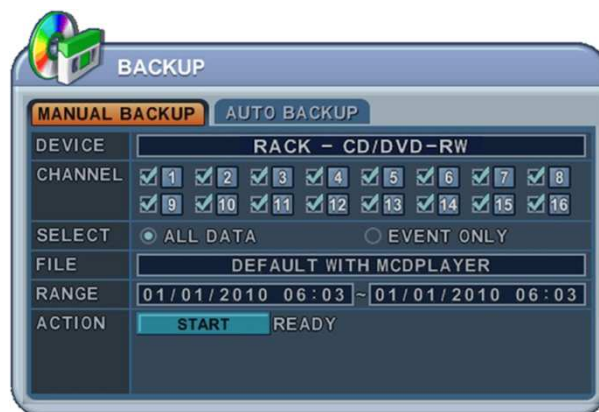 BACKUP
MANUAL BACKUP AUTO BACKUP
DEVICE RACK - CD/DVD-RW
CHANNEL 1 2 3 4 5 6 7 8
9 10 11 12 13 14 15 16
SELECT ALL DATA EVENT ONLY
FILE DEFAULT WITH MCDPLAYER
RANGE 01/01/2010 06:03 ~ 01/01/2010 06:03
ACTION START READY